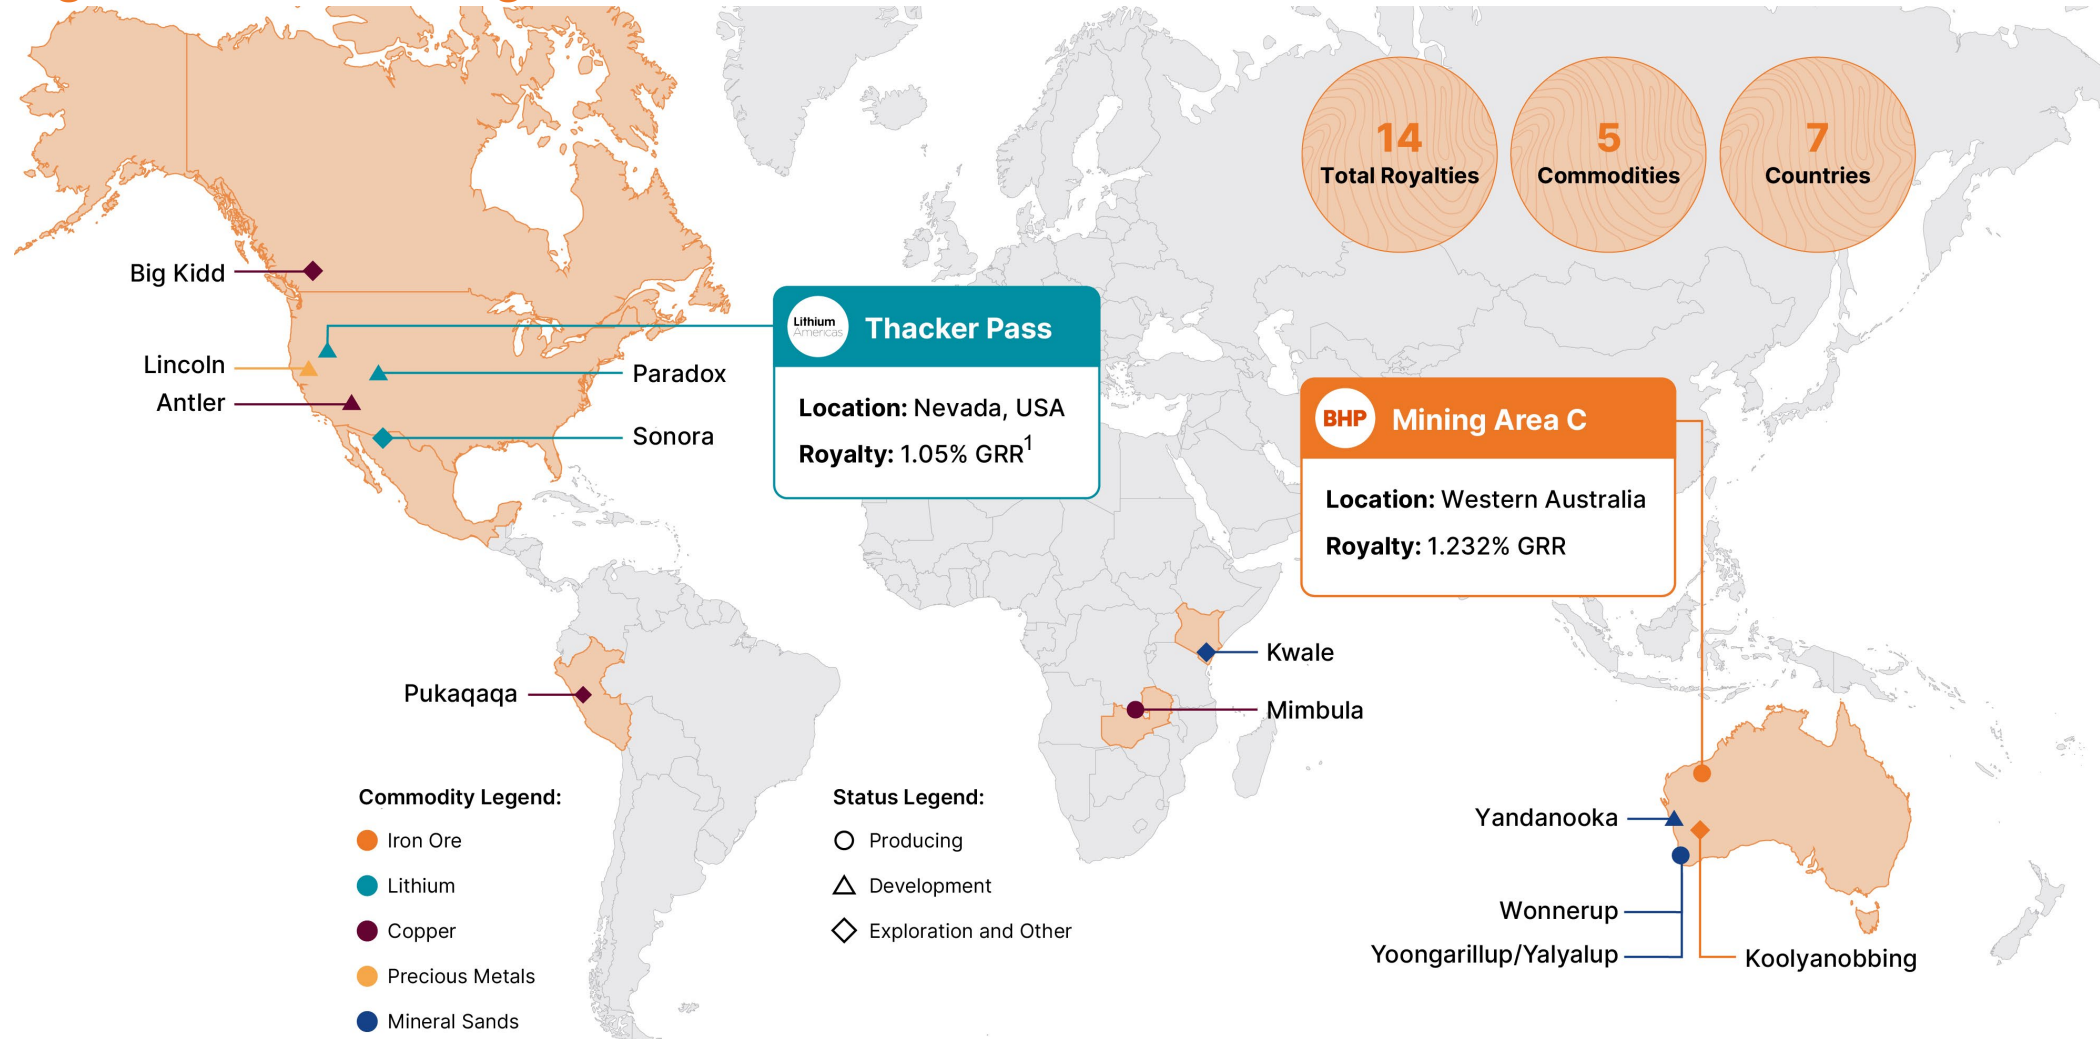 14
Total Royalties
5
Commodities
7
Countries
Big Kidd
Lincoln
Antler
Paradox
Sonora
Lithium
Americas
Thacker Pass
Location: Nevada, USA
Royalty: 1.05% GRR¹
BHP
Mining Area C
Location: Western Australia
Royalty: 1.232% GRR
Kwale
Mimbula
Pukaqaqa
Yandanooka
Wonnerup
Yoongarillup/Yalyalup
Koolyanobbing
Commodity Legend:
Iron Ore
Lithium
Copper
Precious Metals
Mineral Sands
Status Legend:
Producing
Development
Exploration and Other